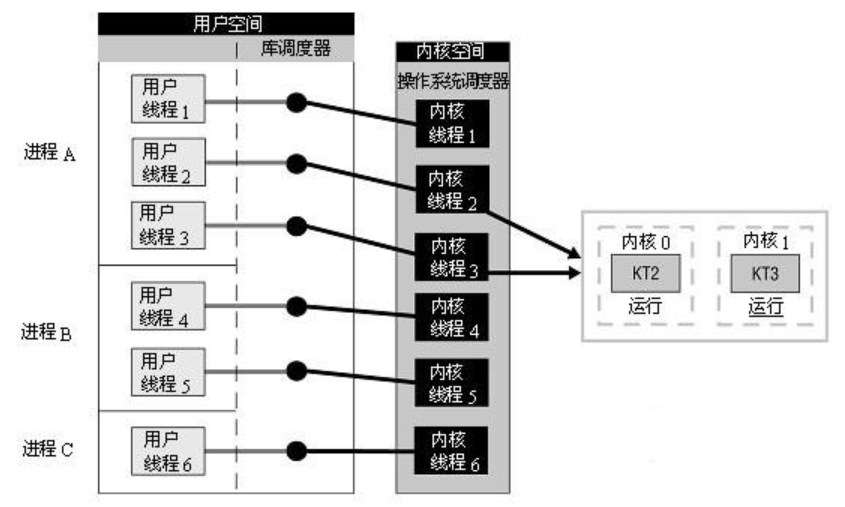 用户空间
库调度器
内核空间
操作系统调度器
进程A
用户
线程1
用户
线程2
用户
线程3
进程B
用户
线程4
用户
线程5
进程C
用户
线程6
内核
线程1
内核
线程2
内核
线程3
内核
线程4
内核
线程5
内核
线程6
内核0
KT2
运行
内核1
KT3
运行